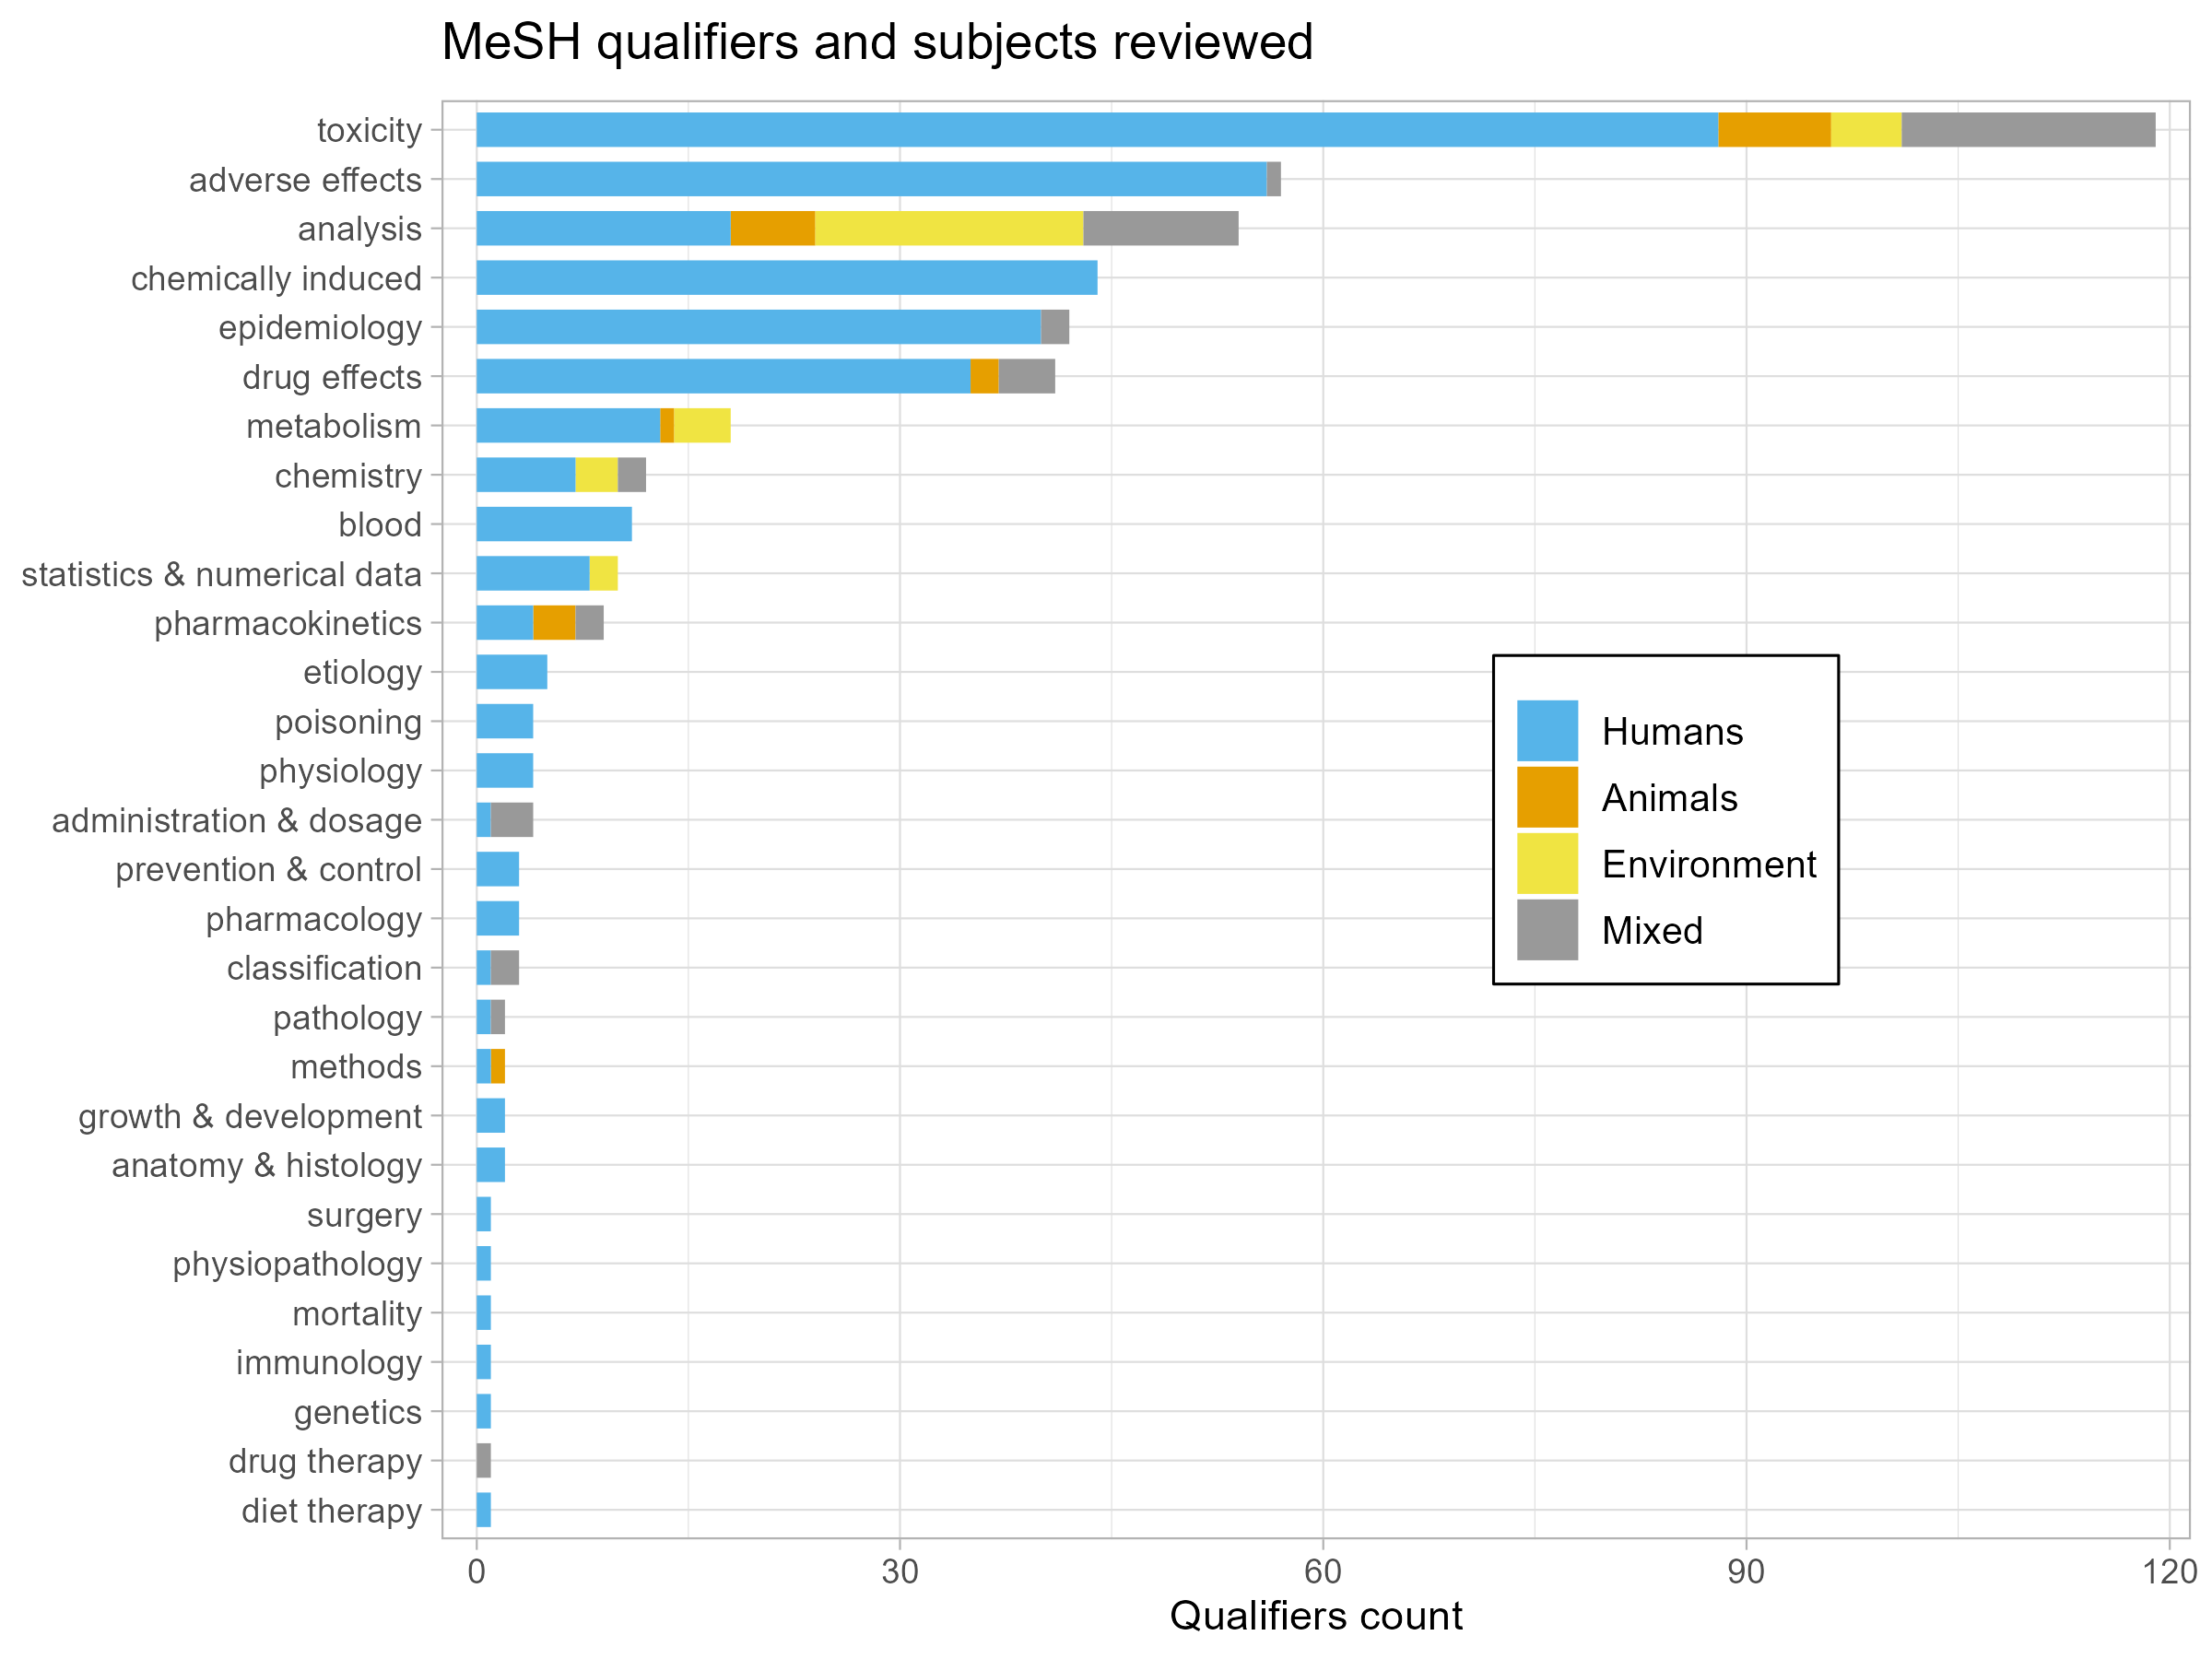 MeSH qualifiers and subjects reviewed
toxicity
adverse effects
analysis
chemically induced
epidemiology
drug effects
metabolism
chemistry
blood
statistics & numerical data
pharmacokinetics
etiology
poisoning
physiology
administration & dosage
prevention & control
pharmacology
classification
pathology
methods
growth & development
anatomy & histology
surgery
physiopathology
mortality
immunology
genetics
drug therapy
diet therapy
Humans
Animals
Environment
Mixed
0 30 60 90 120
Qualifiers count